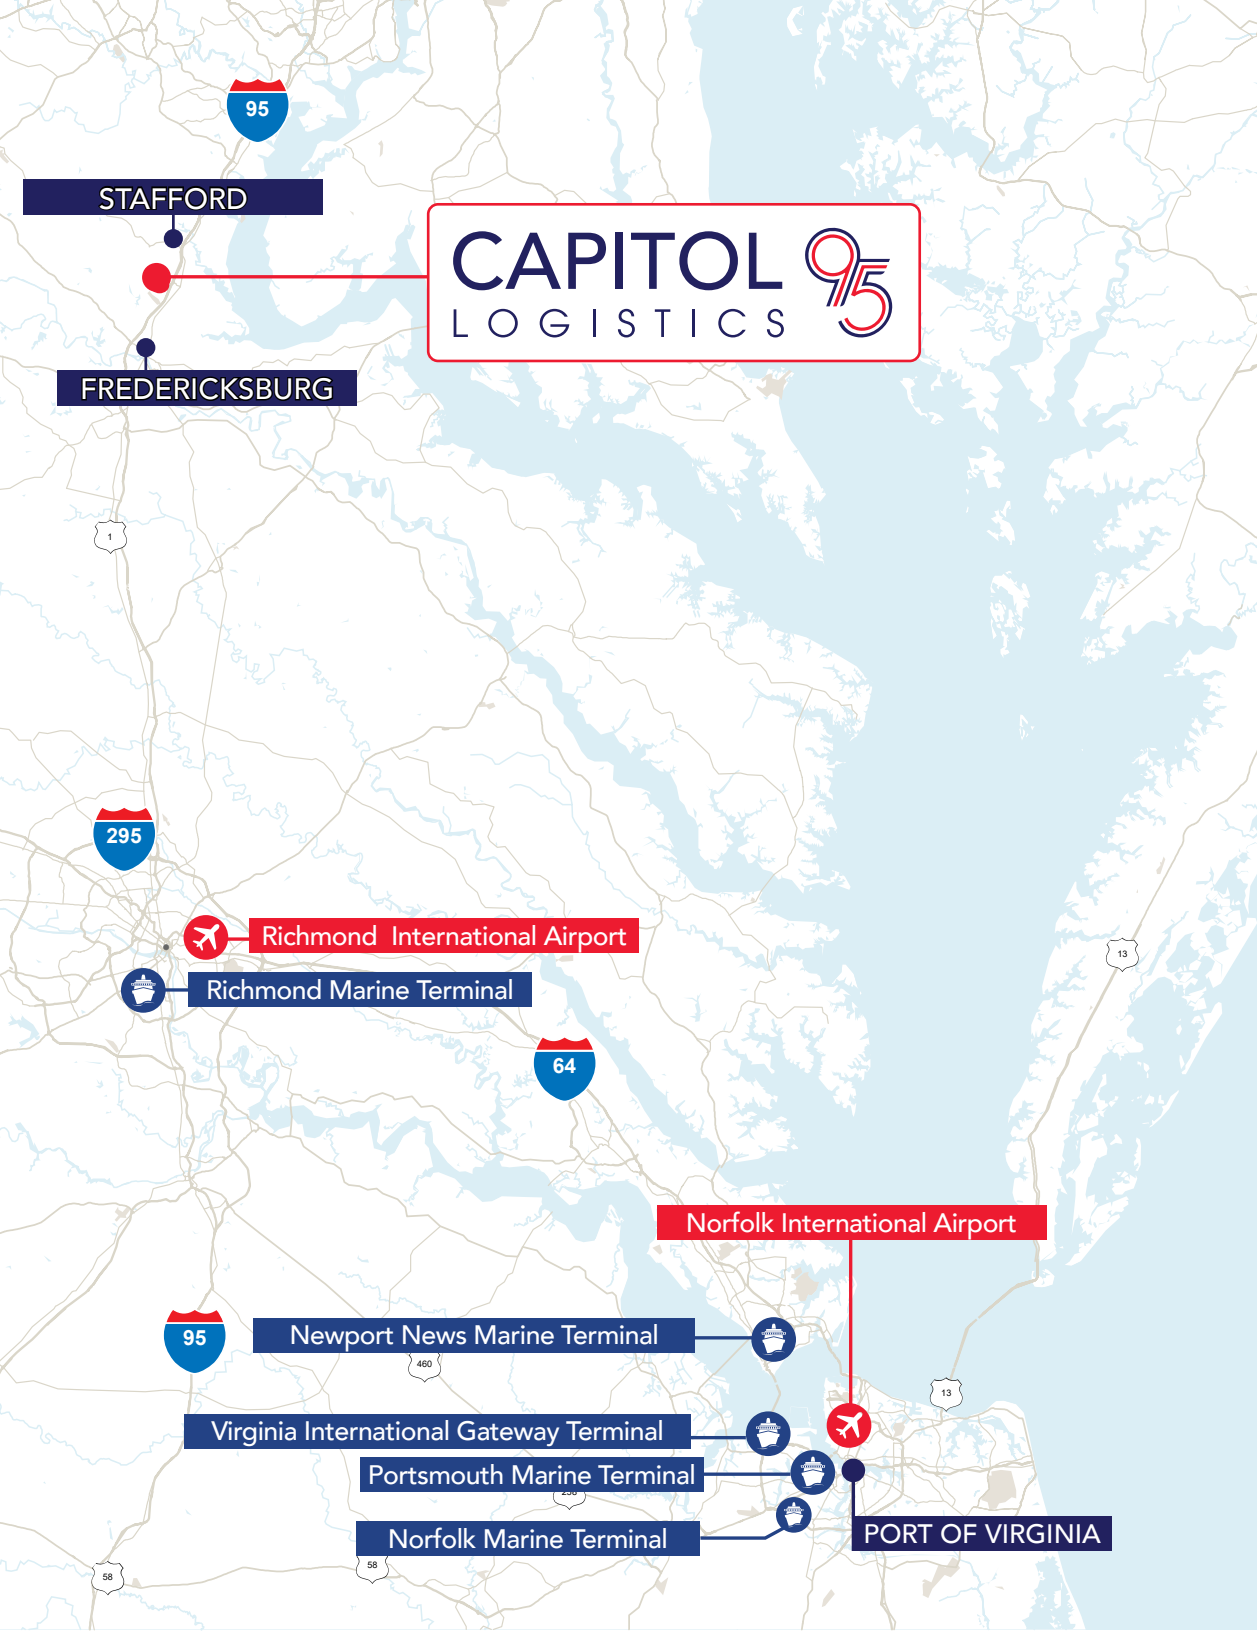 95
STAFFORD
CAPITOL 95
LOGISTICS
FREDERICKSBURG
1
295
Richmond International Airport
13
Richmond Marine Terminal
64
Norfolk International Airport
95
Newport News Marine Terminal
460
13
Virginia International Gateway Terminal
Portsmouth Marine Terminal
Norfolk Marine Terminal
PORT OF VIRGINIA
58
58